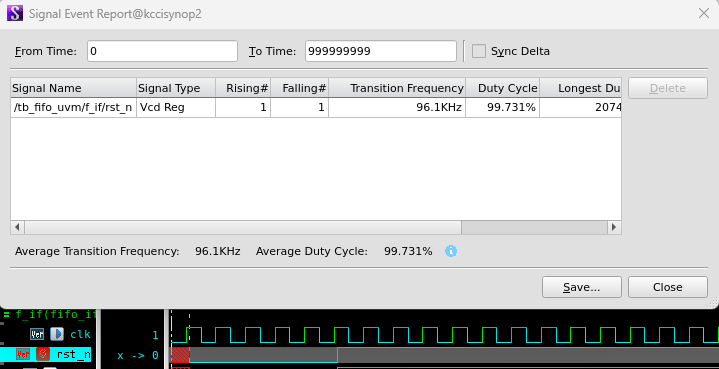 Signal Event Report@kccisynop2
From Time: 0 To Time: 999999999 Sync Delta
Signal Name Signal Type Rising# Falling# Transition Frequency Duty Cycle Longest Du Delete
/tb_fifo_uvm/f_if/rst_n Vcd Reg 1 1 96.1KHz 99.731% 2074
Average Transition Frequency: 96.1KHz Average Duty Cycle: 99.731%
Save... Close
= f_if(fifo_if
clk 1
rst_n x -> 0